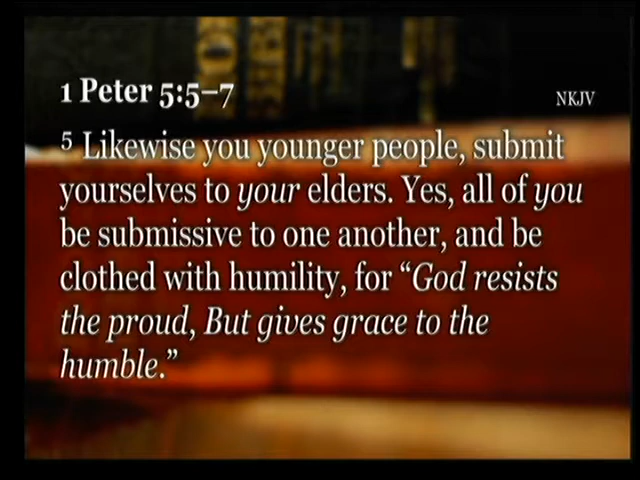 1 Peter 5:5–7
NKJV
5 Likewise you younger people, submit
yourselves to your elders. Yes, all of you
be submissive to one another, and be
clothed with humility, for “God resists
the proud, But gives grace to the
humble.”